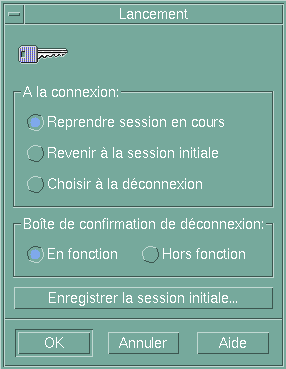 Lancement
A la connexion:
Reprendre session en cours
Revenir à la session initiale
Choisir à la déconnexion
Boîte de confirmation de déconnexion:
En fonction Hors fonction
Enregistrer la session initiale...
OK Annuler Aide